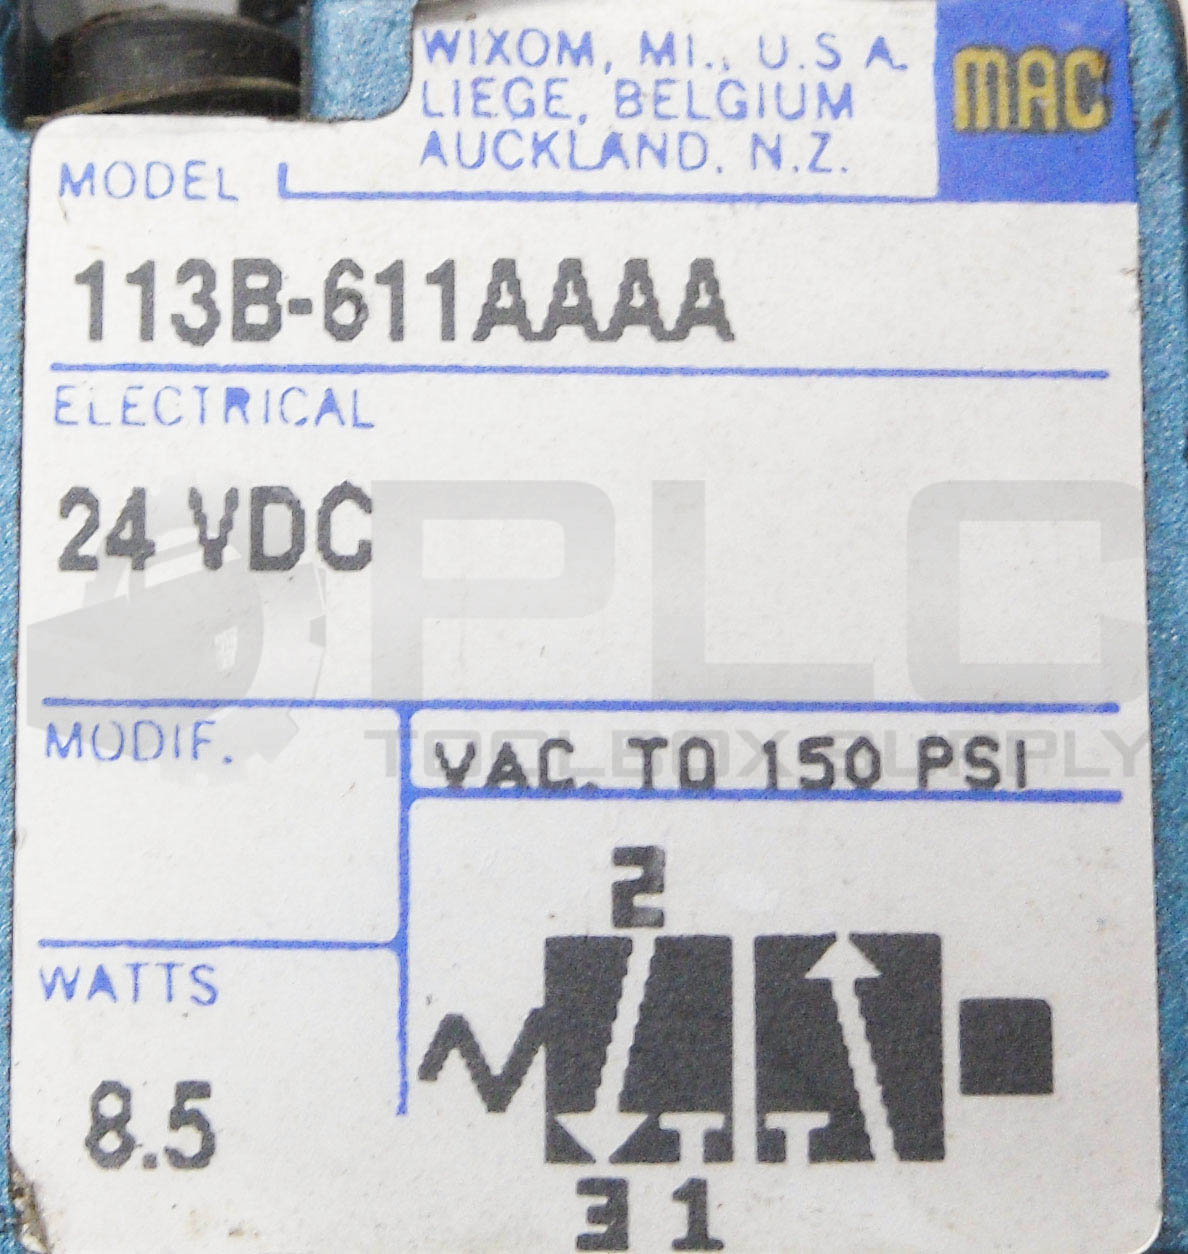 WIXOM, MI., U.S A.
LIEGE, BELGIUM
AUCKLAND, N.Z.
MAC
MODEL
113B-611AAAA
ELECTRICAL
24 VDC
PLC
TOOLBOX SUPPLY
MODIF.
VAC. TO 150 PSI
2
WATTS
8.5
3 1